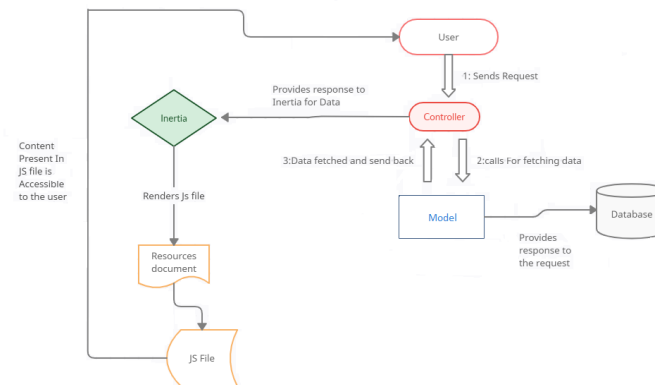 User
1: Sends Request
Provides response to
Inertia for Data
Inertia
Controller
Content
Present In
JS file is
Accessible
to the user
3:Data fetched and send back
2:calls For fetching data
Renders Js file
Model
Database
Provides
response to
the request
Resources
document
JS File